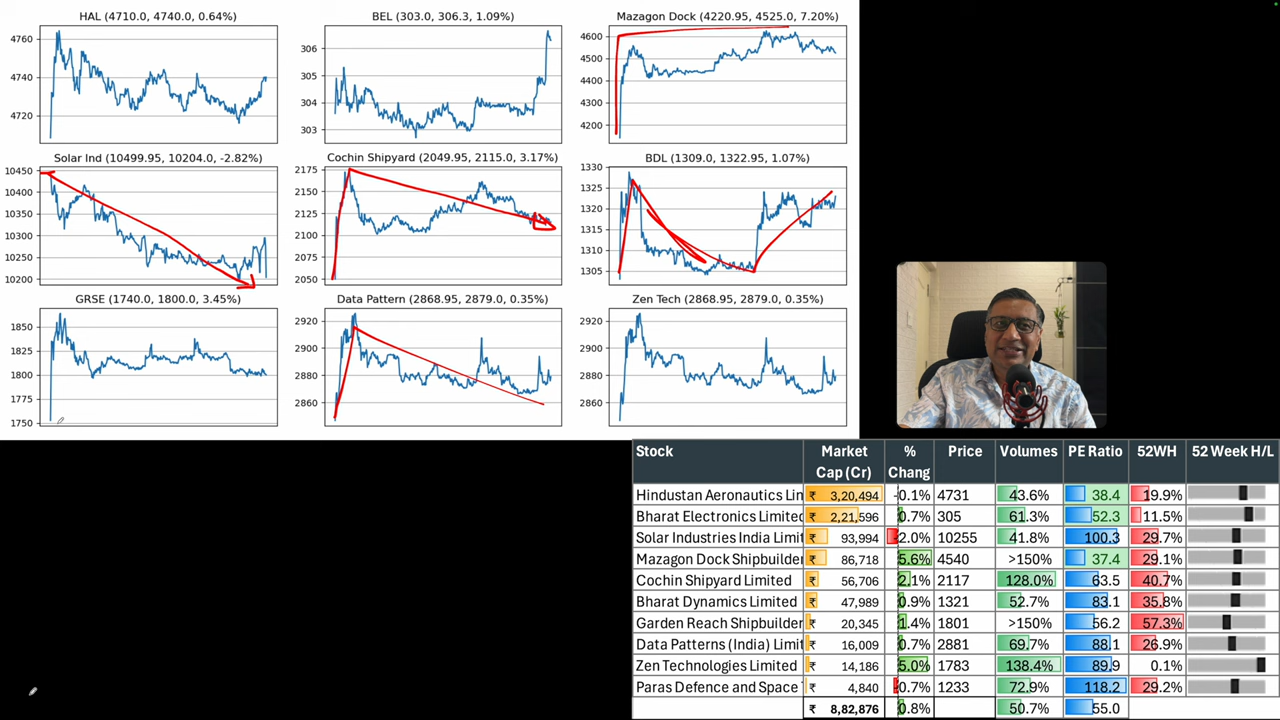 HAL (4710.0, 4740.0, 0.64%)
4760
4740
4720
BEL (303.0, 306.3, 1.09%)
306
305
304
303
Mazagon Dock (4220.95, 4525.0, 7.20%)
4600
4500
4400
4300
4200
Solar Ind (10499.95, 10204.0, -2.82%)
10450
10400
10350
10300
10250
10200
Cochin Shipyard (2049.95, 2115.0, 3.17%)
2175
2150
2125
2100
2075
2050
BDL (1309.0, 1322.95, 1.07%)
1330
1325
1320
1315
1310
1305
GRSE (1740.0, 1800.0, 3.45%)
1850
1825
1800
1775
1750
Data Pattern (2868.95, 2879.0, 0.35%)
2920
2900
2880
2860
Zen Tech (2868.95, 2879.0, 0.35%)
2920
2900
2880
2860
Stock Market Cap (Cr) % Chang Price Volumes PE Ratio 52WH 52 Week H/L
Hindustan Aeronautics Lin ₹ 3,20,494 -0.1% 4731 43.6% 38.4 19.9%
Bharat Electronics Limited ₹ 2,21,596 0.7% 305 61.3% 52.3 11.5%
Solar Industries India Limit ₹ 93,994 -2.0% 10255 41.8% 100.3 29.7%
Mazagon Dock Shipbuilder ₹ 86,718 5.6% 4540 >150% 37.4 29.1%
Cochin Shipyard Limited ₹ 56,706 2.1% 2117 128.0% 63.5 40.7%
Bharat Dynamics Limited ₹ 47,989 0.9% 1321 52.7% 83.1 35.8%
Garden Reach Shipbuilder ₹ 20,345 1.4% 1801 >150% 56.2 57.3%
Data Patterns (India) Limit ₹ 16,009 0.7% 2881 69.7% 88.1 26.9%
Zen Technologies Limited ₹ 14,186 5.0% 1783 138.4% 89.9 0.1%
Paras Defence and Space ₹ 4,840 -0.7% 1233 72.9% 118.2 29.2%
₹ 8,82,876 0.8% 50.7% 55.0